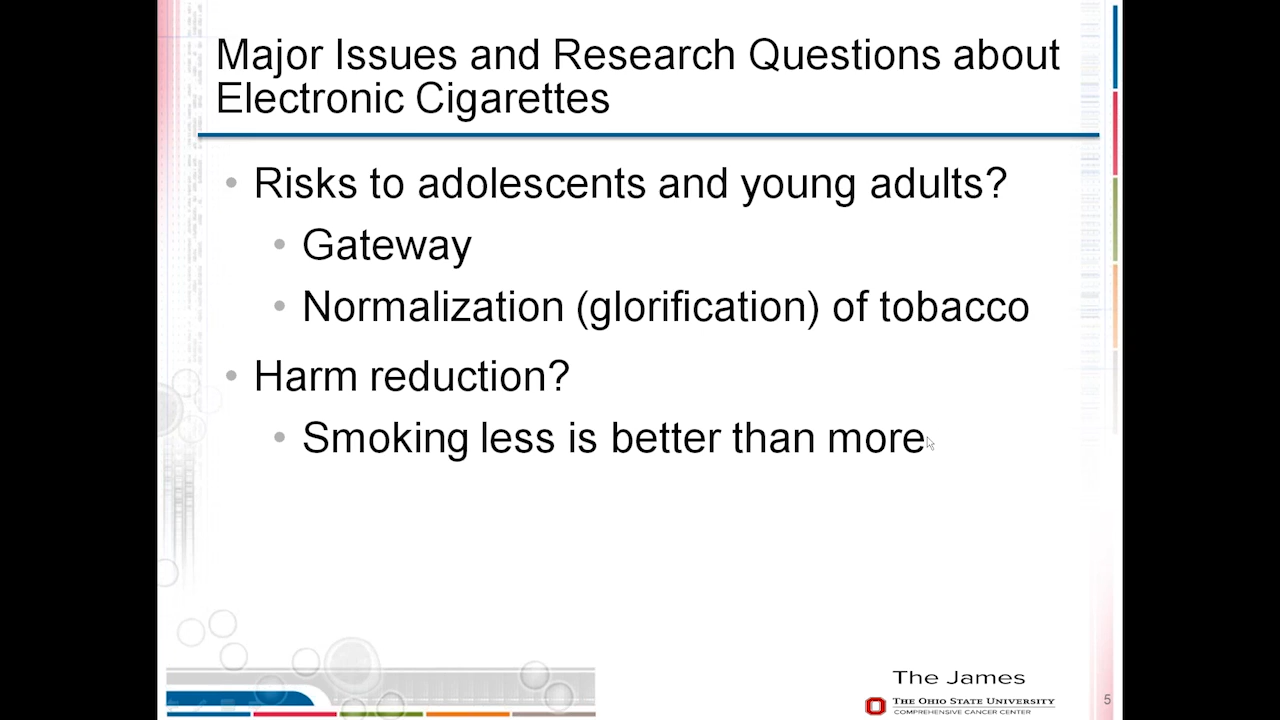 Major Issues and Research Questions about
Electronic Cigarettes
• Risks to adolescents and young adults?
• Gateway
• Normalization (glorification) of tobacco
• Harm reduction?
• Smoking less is better than more
The James
THE OHIO STATE UNIVERSITY
COMPREHENSIVE CANCER CENTER
5